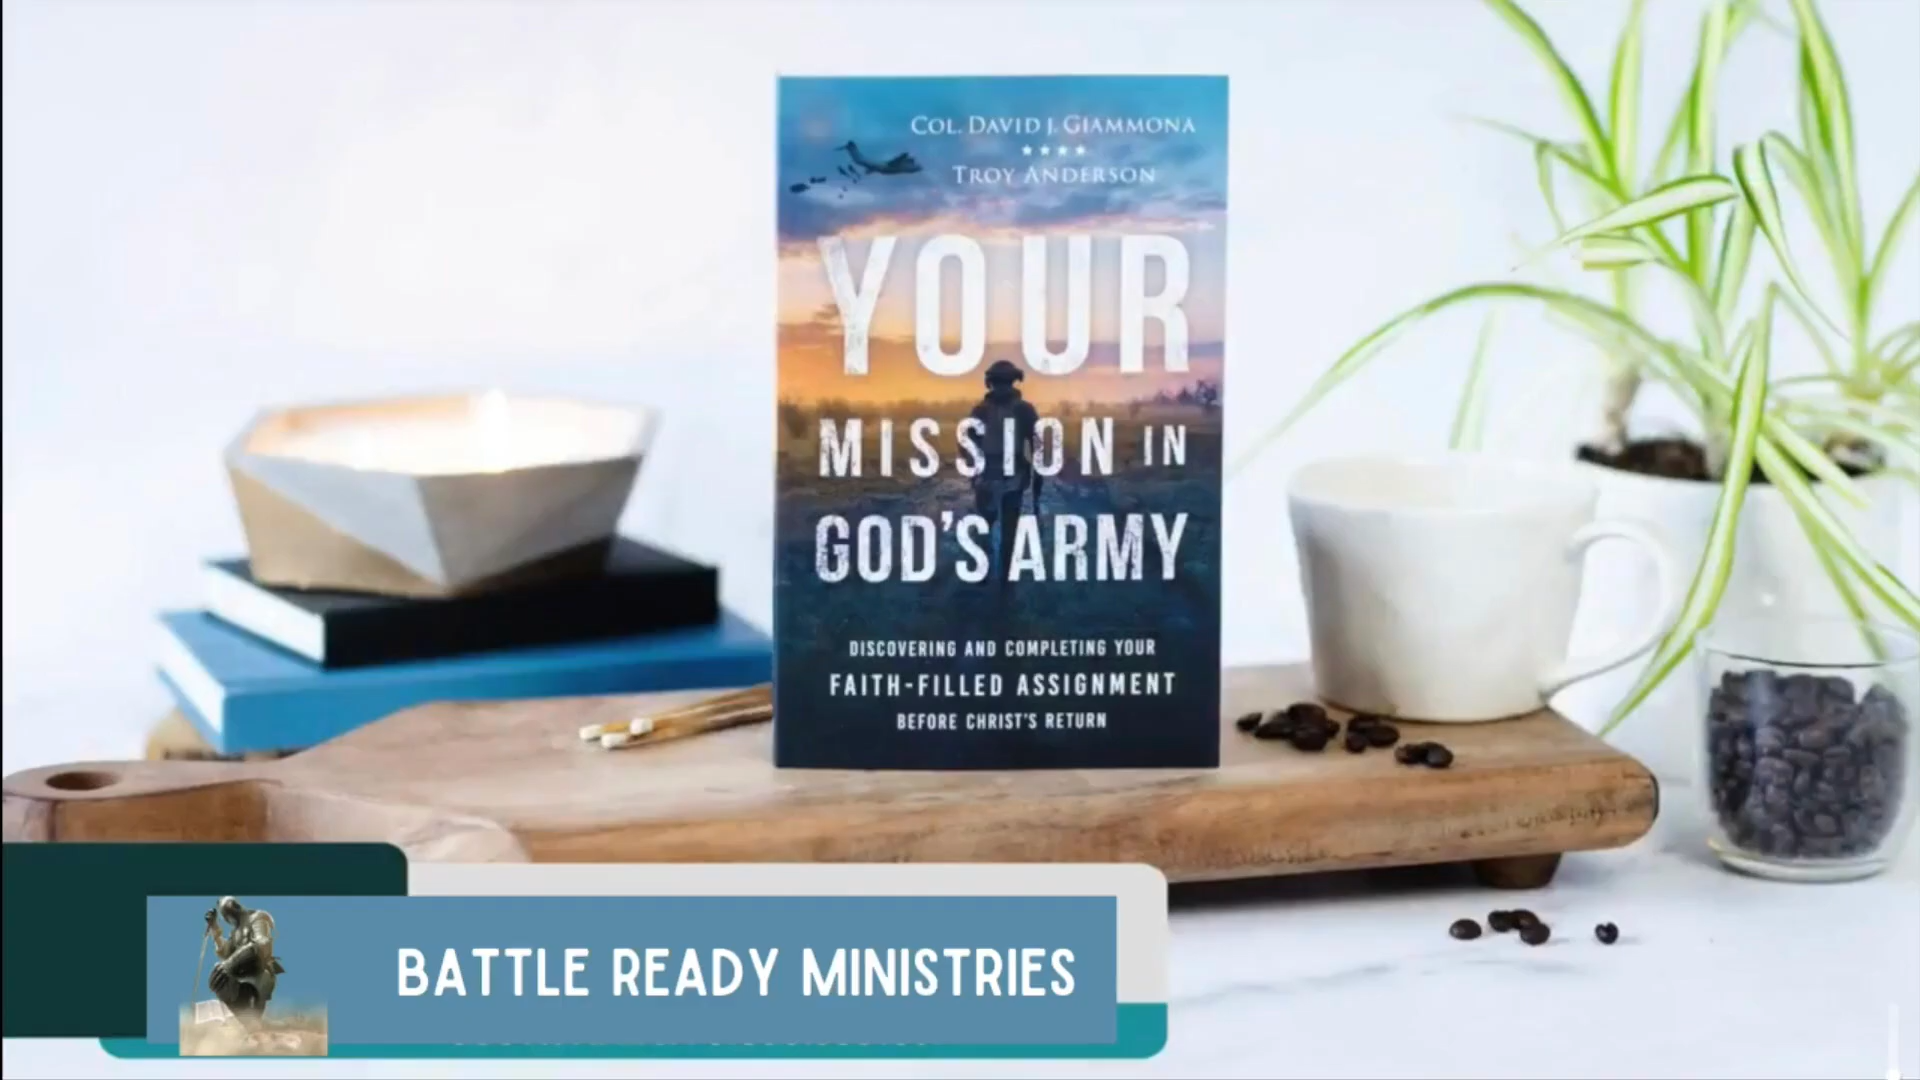 COL. DAVID J. GIAMMONA
TROY ANDERSON
YOUR
MISSION IN
GOD'S ARMY
DISCOVERING AND COMPLETING YOUR
FAITH-FILLED ASSIGNMENT
BEFORE CHRIST'S RETURN
BATTLE READY MINISTRIES